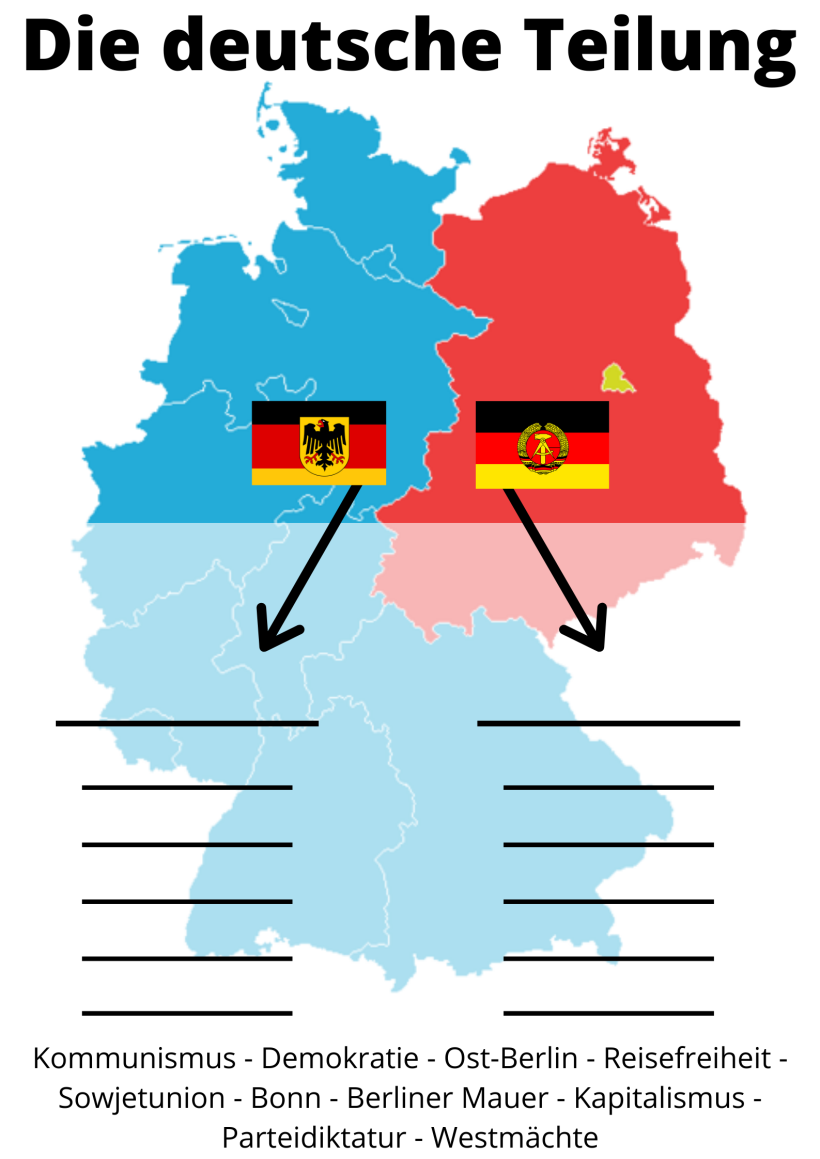 Die deutsche Teilung
Kommunismus - Demokratie - Ost-Berlin - Reisefreiheit -
Sowjetunion - Bonn - Berliner Mauer - Kapitalismus -
Parteidiktatur - Westmächte